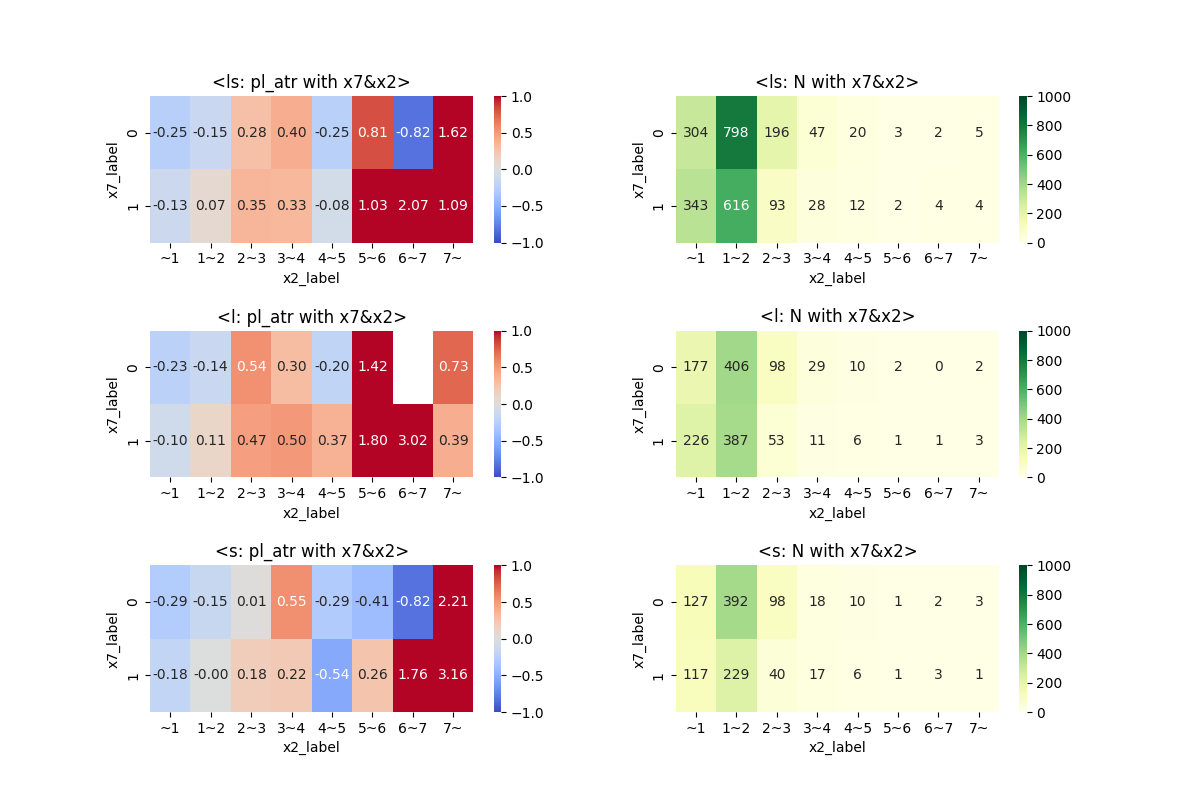 <ls: pl_atr with x7&x2>
x7_label
0 -0.25 -0.15 0.28 0.40 -0.25 0.81 -0.82 1.62
1 -0.13 0.07 0.35 0.33 -0.08 1.03 2.07 1.09
~1 1~2 2~3 3~4 4~5 5~6 6~7 7~
x2_label
1.0
0.5
0.0
−0.5
−1.0
<ls: N with x7&x2>
x7_label
0 304 798 196 47 20 3 2 5
1 343 616 93 28 12 2 4 4
~1 1~2 2~3 3~4 4~5 5~6 6~7 7~
x2_label
1000
800
600
400
200
0
<l: pl_atr with x7&x2>
x7_label
0 -0.23 -0.14 0.54 0.30 -0.20 1.42 0.73
1 -0.10 0.11 0.47 0.50 0.37 1.80 3.02 0.39
~1 1~2 2~3 3~4 4~5 5~6 6~7 7~
x2_label
1.0
0.5
0.0
−0.5
−1.0
<l: N with x7&x2>
x7_label
0 177 406 98 29 10 2 0 2
1 226 387 53 11 6 1 1 3
~1 1~2 2~3 3~4 4~5 5~6 6~7 7~
x2_label
1000
800
600
400
200
0
<s: pl_atr with x7&x2>
x7_label
0 -0.29 -0.15 0.01 0.55 -0.29 -0.41 -0.82 2.21
1 -0.18 -0.00 0.18 0.22 -0.54 0.26 1.76 3.16
~1 1~2 2~3 3~4 4~5 5~6 6~7 7~
x2_label
1.0
0.5
0.0
−0.5
−1.0
<s: N with x7&x2>
x7_label
0 127 392 98 18 10 1 2 3
1 117 229 40 17 6 1 3 1
~1 1~2 2~3 3~4 4~5 5~6 6~7 7~
x2_label
1000
800
600
400
200
0